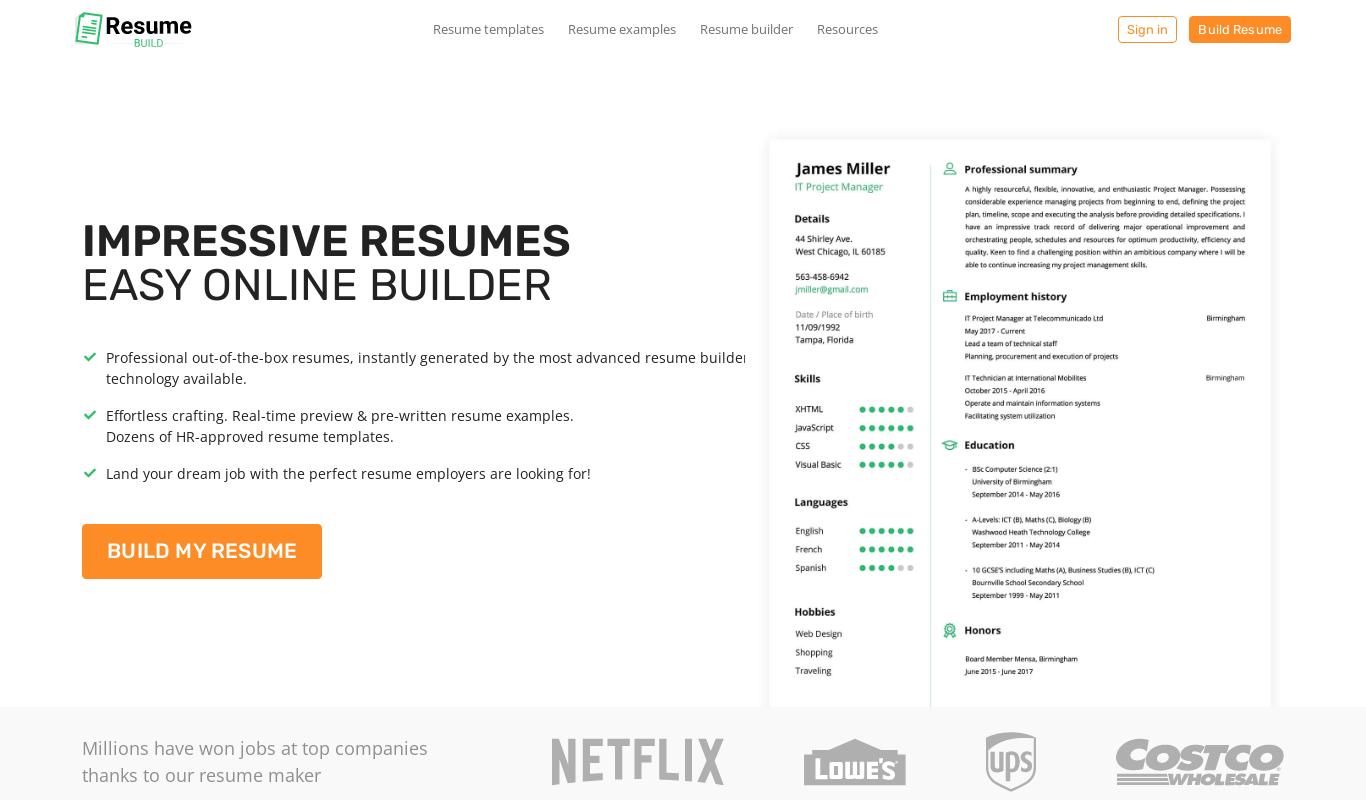 Resume
BUILD
Resume templates
Resume examples
Resume builder
Resources
Sign in
Build Resume
IMPRESSIVE RESUMES
EASY ONLINE BUILDER
Professional out-of-the-box resumes, instantly generated by the most advanced resume builder
technology available.
Effortless crafting. Real-time preview & pre-written resume examples.
Dozens of HR-approved resume templates.
Land your dream job with the perfect resume employers are looking for!
BUILD MY RESUME
James Miller
IT Project Manager
Details
44 Shirley Ave.
West Chicago, IL 60185
563-458-6942
jmiller@gmail.com
Date / Place of birth
11/09/1992
Tampa, Florida
Skills
XHTML
JavaScript
CSS
Visual Basic
Languages
English
French
Spanish
Hobbies
Web Design
Shopping
Traveling
Professional summary
A highly resourceful, flexible, innovative, and enthusiastic Project Manager. Possessing
considerable experience managing projects from beginning to end, defining the project
plan, timeline, scope and executing the analysis before providing detailed specifications. I
have an impressive track record of delivering major operational improvement and
orchestrating people, schedules and resources for optimum productivity, efficiency and
quality. Keen to find a challenging position within an ambitious company where I will be
able to continue increasing my project management skills.
Employment history
IT Project Manager at Telecommunicado Ltd Birmingham
May 2017 - Current
Lead a team of technical staff
Planning, procurement and execution of projects
IT Technician at International Mobilites Birmingham
October 2015 - April 2016
Operate and maintain information systems
Facilitating system utilization
Education
- BSc Computer Science (2:1)
University of Birmingham
September 2014 - May 2016
- A-Levels: ICT (B), Maths (C), Biology (B)
Washwood Heath Technology College
September 2011 - May 2014
- 10 GCSE'S including Maths (A), Business Studies (B), ICT (C)
Bournville School Secondary School
September 1999 - May 2011
Honors
Board Member Mensa, Birmingham
June 2015 - June 2017
Millions have won jobs at top companies
thanks to our resume maker
NETFLIX
LOWE'S
ups
COSTCO
WHOLESALE